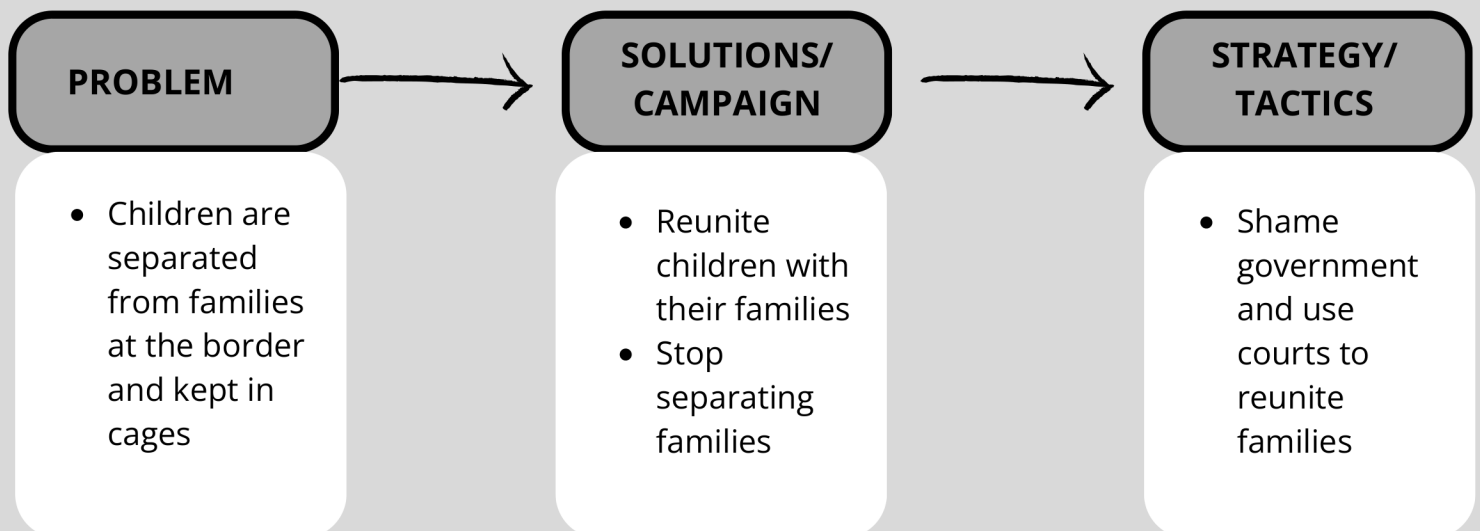 PROBLEM
• Children are
separated
from families
at the border
and kept in
cages
SOLUTIONS/
CAMPAIGN
• Reunite
children with
their families
• Stop
separating
families
STRATEGY/
TACTICS
• Shame
government
and use
courts to
reunite
families